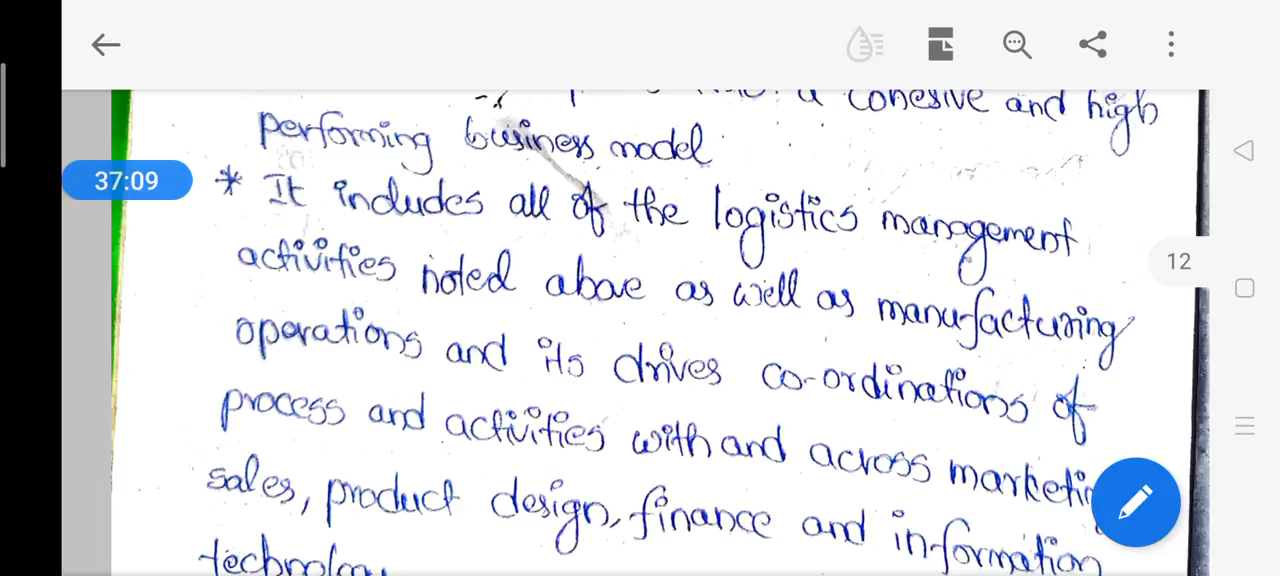 a cohesive and high
performing business model
37:09
* It includes all of the logistics management
12
activities noted above as well as manufacturing
operations and its drives co-ordinations of
process and activities with and across marketin
sales, product design, finance and information
technology